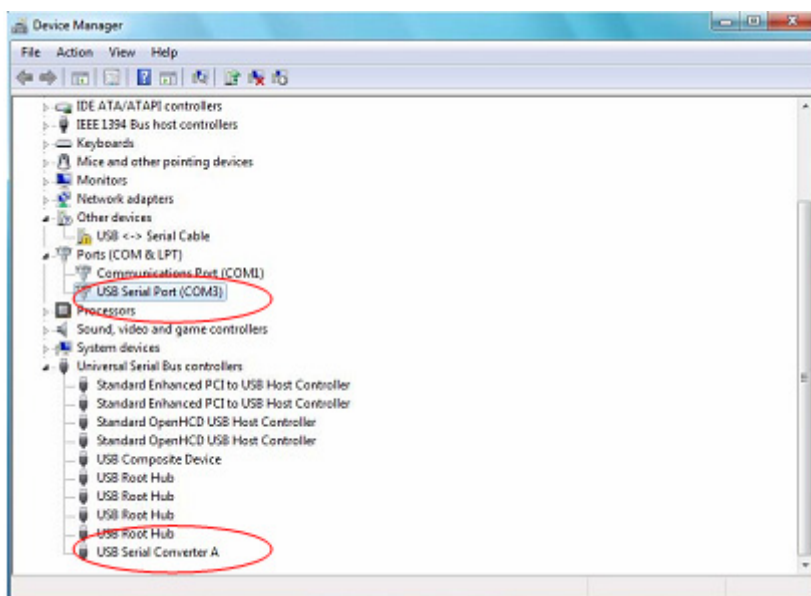 Device Manager
File Action View Help
IDE ATA/ATAPI controllers
IEEE 1394 Bus host controllers
Keyboards
Mice and other pointing devices
Monitors
Network adapters
Other devices
USB <-> Serial Cable
Ports (COM & LPT)
Communications Port (COM1)
USB Serial Port (COM3)
Processors
Sound, video and game controllers
System devices
Universal Serial Bus controllers
Standard Enhanced PCI to USB Host Controller
Standard Enhanced PCI to USB Host Controller
Standard OpenHCD USB Host Controller
Standard OpenHCD USB Host Controller
USB Composite Device
USB Root Hub
USB Root Hub
USB Root Hub
USB Root Hub
USB Serial Converter A